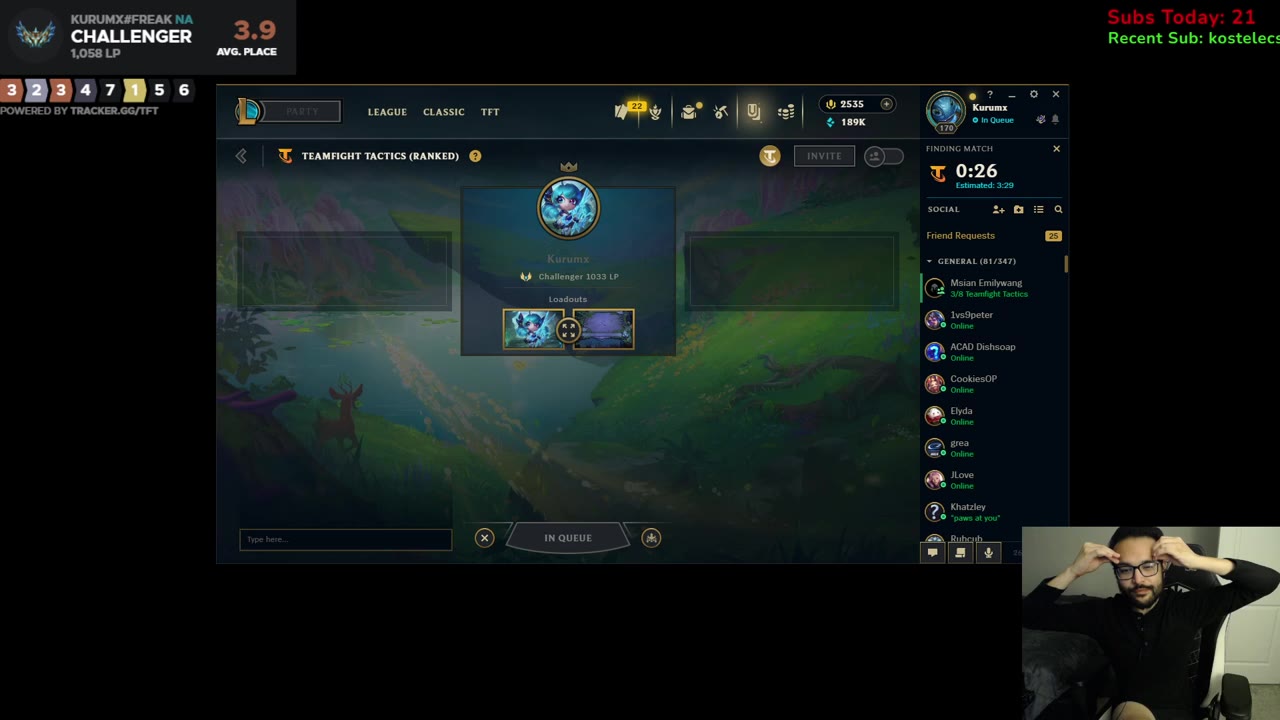 KURUMX#FREAK NA
CHALLENGER
1,058 LP
3.9
AVG. PLACE
3 2 3 4 7 1 5 6
POWERED BY TRACKER.GG/TFT
Subs Today: 21
Recent Sub: kostelecs
PARTY
LEAGUE
CLASSIC
TFT
22
2535
189K
170
Kurumx
In Queue
TEAMFIGHT TACTICS (RANKED)
?
INVITE
FINDING MATCH
0:26
Estimated: 3:29
SOCIAL
Friend Requests
25
GENERAL (81/347)
Msian Emilywang
3/8 Teamfight Tactics
1vs9peter
Online
ACAD Dishsoap
Online
CookiesOP
Online
Elyda
Online
grea
Online
JLove
Online
Khatzley
"paws at you"
Rubcub
Kurumx
Challenger 1033 LP
Loadouts
Type here...
IN QUEUE